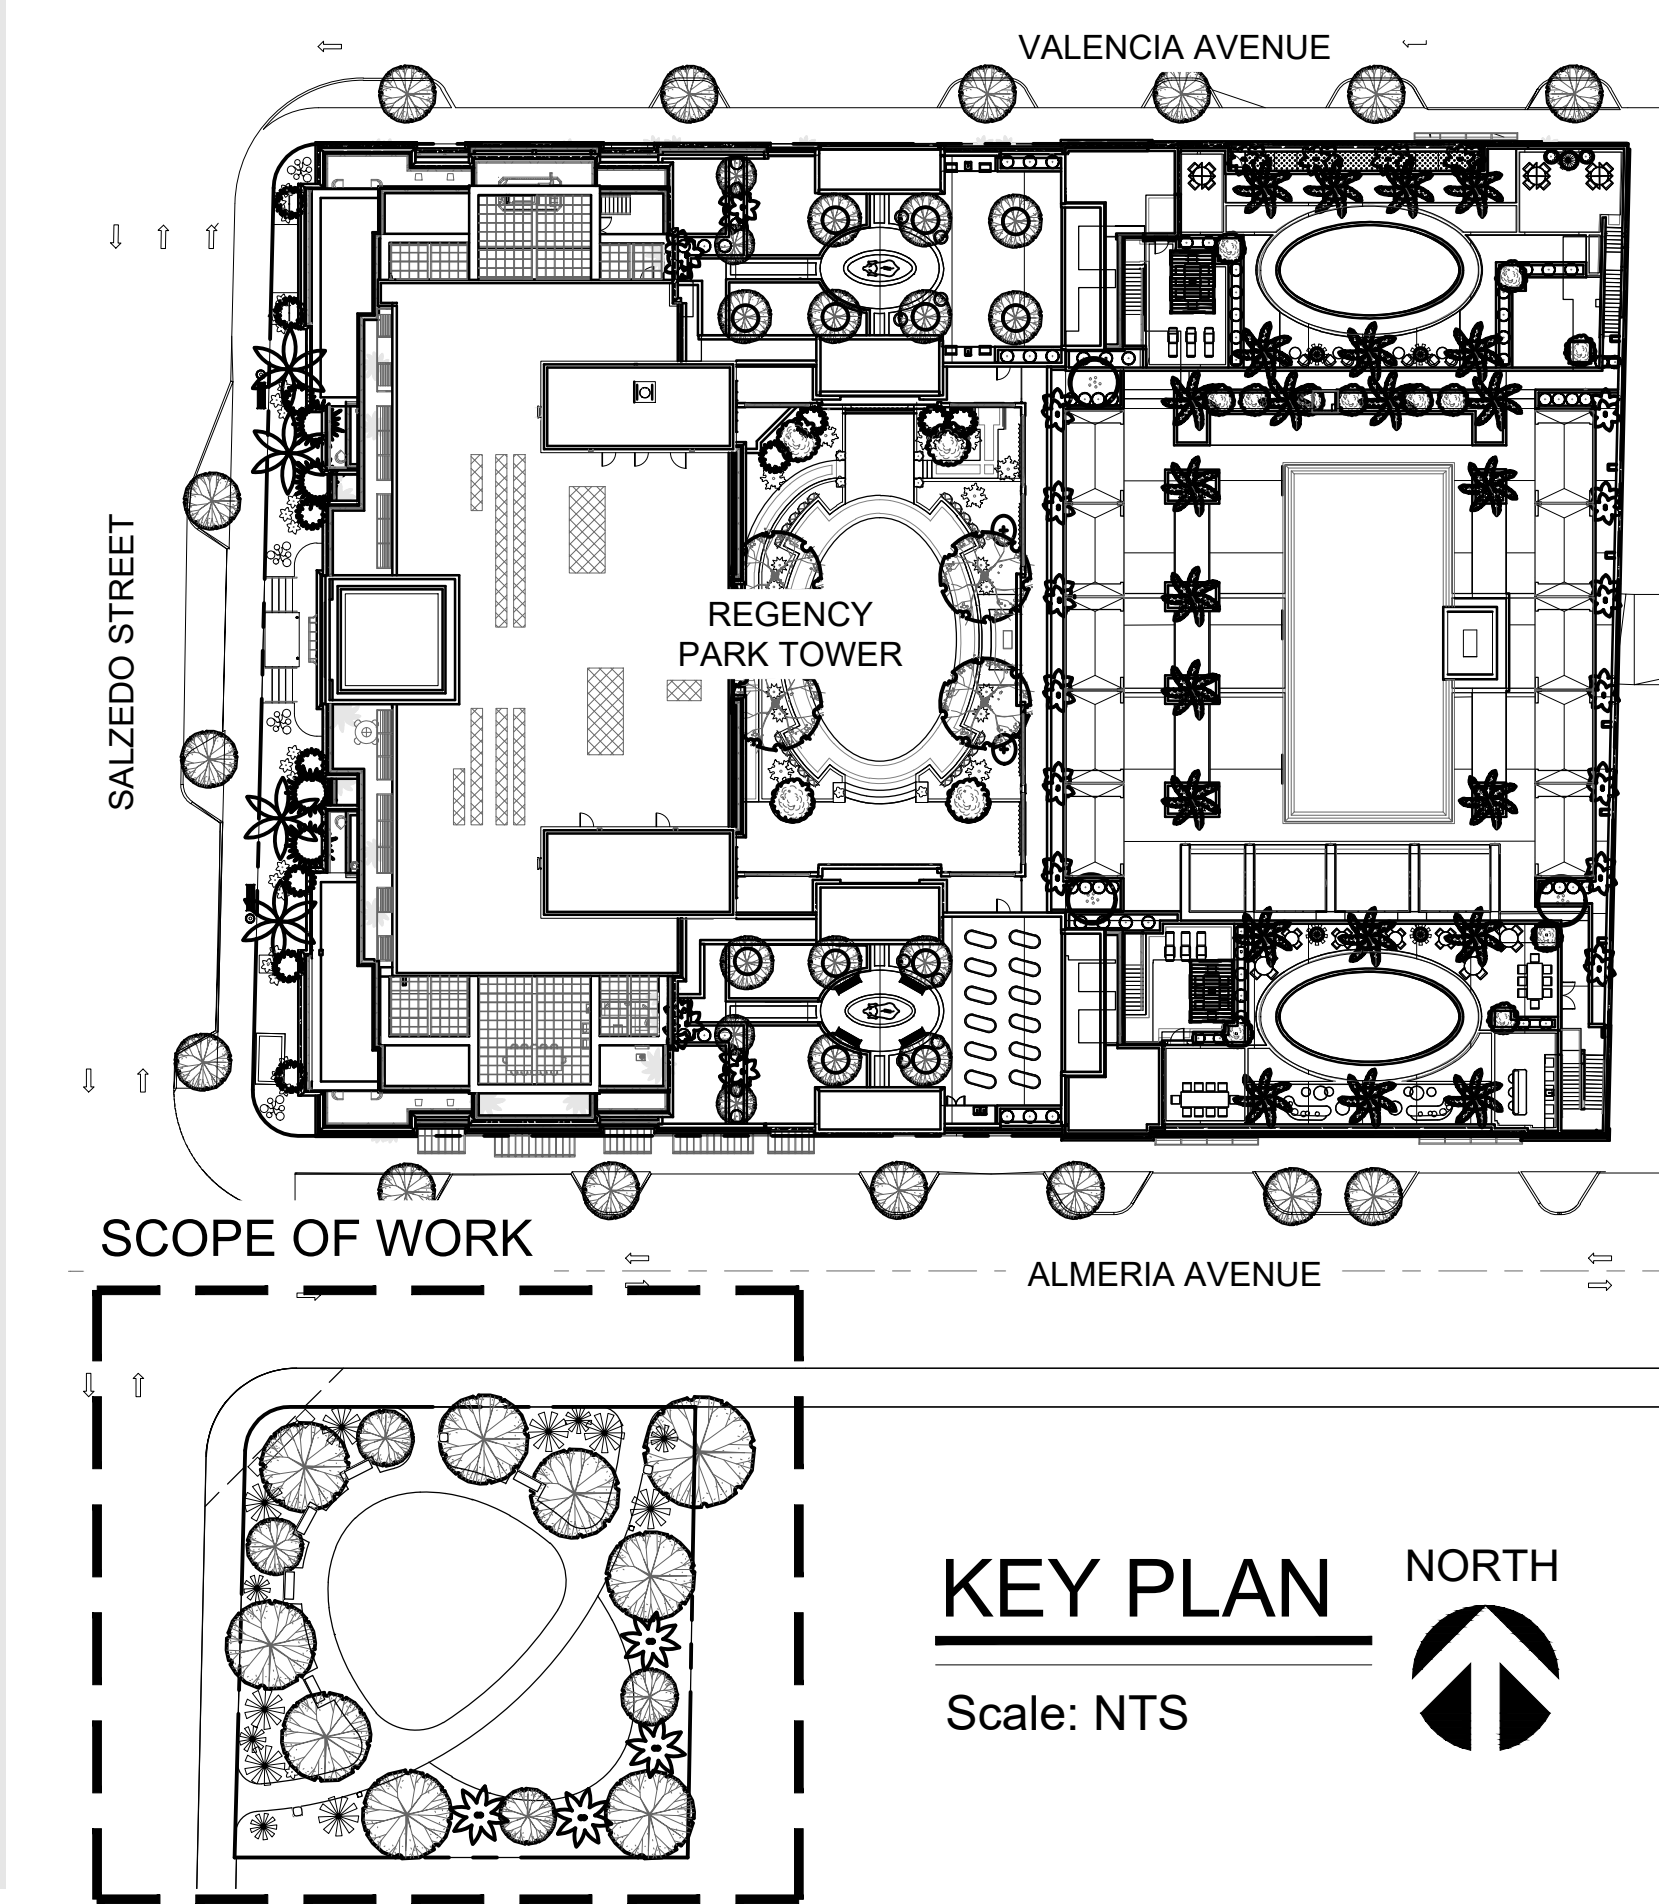 VALENCIA AVENUE
SALZEDO STREET
REGENCY
PARK TOWER
SCOPE OF WORK
ALMERIA AVENUE
KEY PLAN
NORTH
Scale: NTS